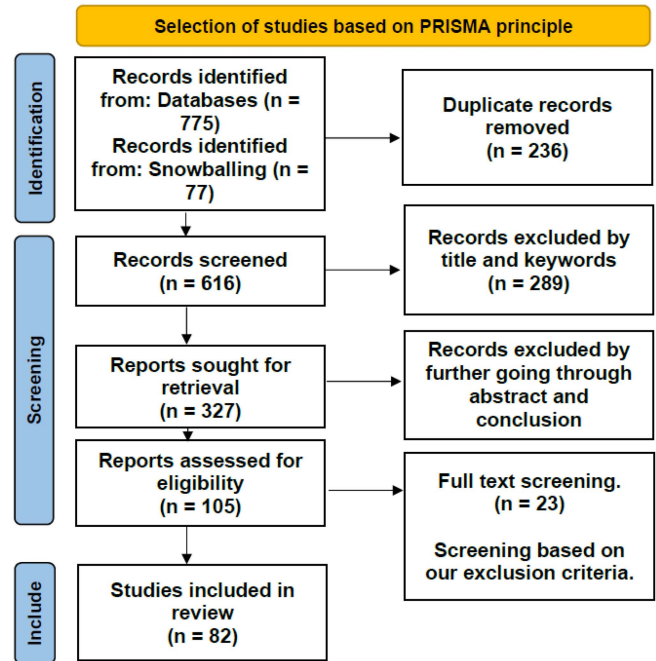 Selection of studies based on PRISMA principle
Identification
Records identified
from: Databases (n =
775)
Records identified
from: Snowballing (n =
77)
Duplicate records
removed
(n = 236)
Screening
Records screened
(n = 616)
Records excluded by
title and keywords
(n = 289)
Reports sought for
retrieval
(n = 327)
Records excluded by
further going through
abstract and
conclusion
Reports assessed for
eligibility
(n = 105)
Full text screening.
(n = 23)
Screening based on
our exclusion criteria.
Include
Studies included in
review
(n = 82)